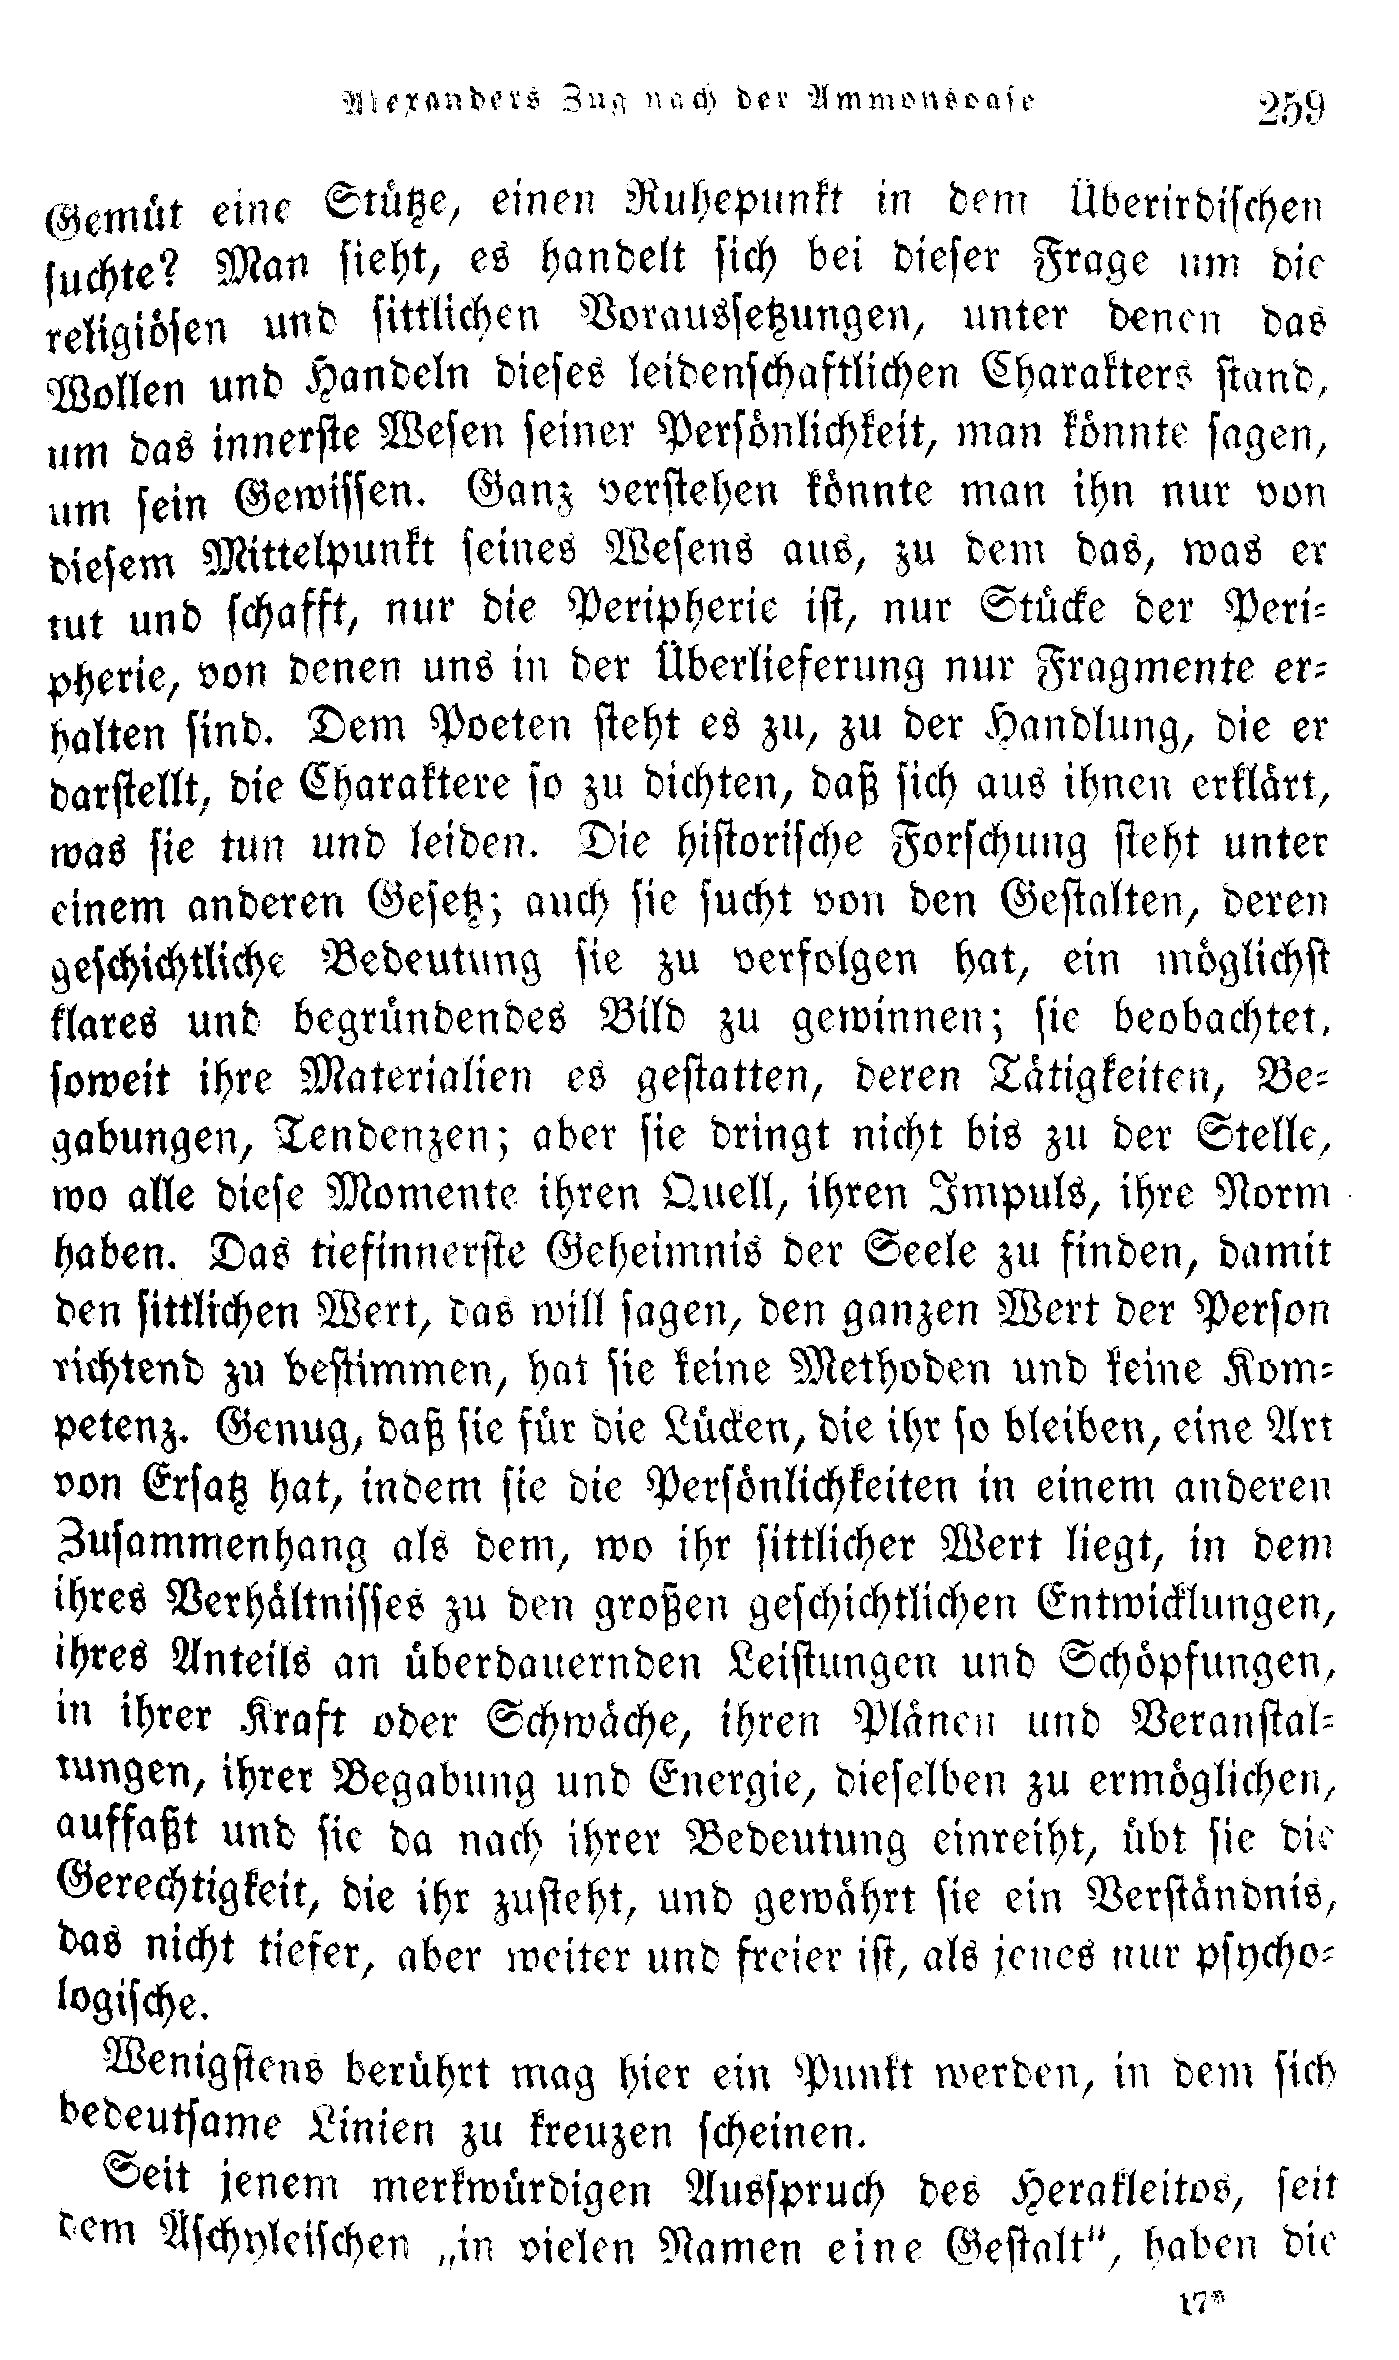 Alexanders Zug nach der Ammonsoase 259
Gemüt eine Stütze, einen Ruhepunkt in dem Überirdischen
suchte? Man sieht, es handelt sich bei dieser Frage um die
religiösen und sittlichen Voraussetzungen, unter denen das
Wollen und Handeln dieses leidenschaftlichen Charakters stand,
um das innerste Wesen seiner Persönlichkeit, man könnte sagen,
um sein Gewissen. Ganz verstehen könnte man ihn nur von
diesem Mittelpunkt seines Wesens aus, zu dem das, was er
tut und schafft, nur die Peripherie ist, nur Stücke der Peri-
pherie, von denen uns in der Überlieferung nur Fragmente er-
halten sind. Dem Poeten steht es zu, zu der Handlung, die er
darstellt, die Charaktere so zu dichten, daß sich aus ihnen erklärt,
was sie tun und leiden. Die historische Forschung steht unter
einem anderen Gesetz; auch sie sucht von den Gestalten, deren
geschichtliche Bedeutung sie zu verfolgen hat, ein möglichst
klares und begründendes Bild zu gewinnen; sie beobachtet,
soweit ihre Materialien es gestatten, deren Tätigkeiten, Be-
gabungen, Tendenzen; aber sie dringt nicht bis zu der Stelle,
wo alle diese Momente ihren Quell, ihren Impuls, ihre Norm
haben. Das tiefinnerste Geheimnis der Seele zu finden, damit
den sittlichen Wert, das will sagen, den ganzen Wert der Person
richtend zu bestimmen, hat sie keine Methoden und keine Kom-
petenz. Genug, daß sie für die Lücken, die ihr so bleiben, eine Art
von Ersatz hat, indem sie die Persönlichkeiten in einem anderen
Zusammenhang als dem, wo ihr sittlicher Wert liegt, in dem
ihres Verhältnisses zu den großen geschichtlichen Entwicklungen,
ihres Anteils an überdauernden Leistungen und Schöpfungen,
in ihrer Kraft oder Schwäche, ihren Plänen und Veranstal-
tungen, ihrer Begabung und Energie, dieselben zu ermöglichen,
auffaßt und sie da nach ihrer Bedeutung einreiht, übt sie die
Gerechtigkeit, die ihr zusteht, und gewährt sie ein Verständnis,
das nicht tiefer, aber weiter und freier ist, als jenes nur psycho-
logische.
Wenigstens berührt mag hier ein Punkt werden, in dem sich
bedeutsame Linien zu kreuzen scheinen.
Seit jenem merkwürdigen Ausspruch des Herakleitos, seit
dem Äschyleischen „in vielen Namen eine Gestalt“, haben die
17*